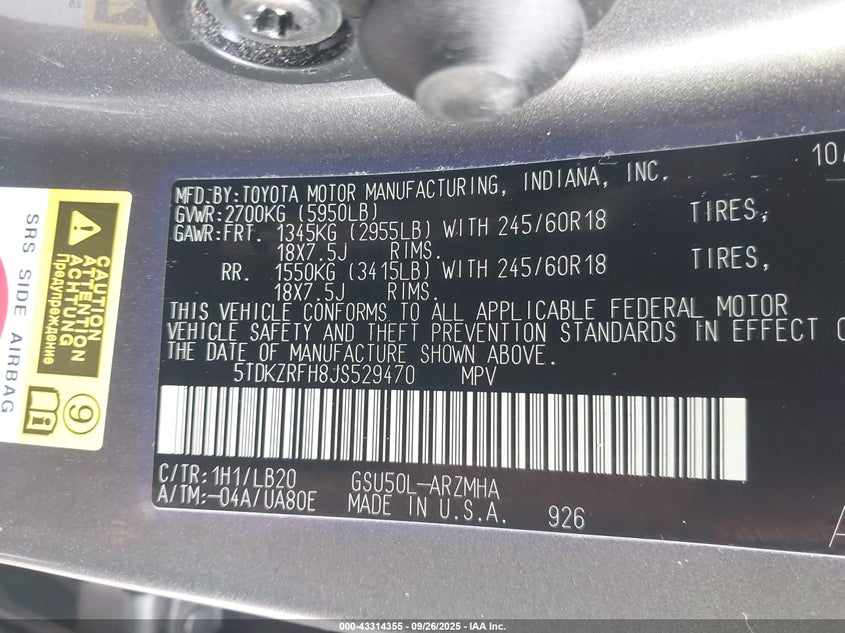 10/
MFD.BY:TOYOTA MOTOR MANUFACTURING, INDIANA, INC.
GVWR:2700KG (5950LB)
GAWR:FRT. 1345KG (2955LB) WITH 245/60R18 TIRES,
18X7.5J RIMS.
RR. 1550KG (3415LB) WITH 245/60R18 TIRES,
18X7.5J RIMS.
THIS VEHICLE CONFORMS TO ALL APPLICABLE FEDERAL MOTOR
VEHICLE SAFETY AND THEFT PREVENTION STANDARDS IN EFFECT O
THE DATE OF MANUFACTURE SHOWN ABOVE.
5TDKZRFH8JS529470 MPV
C/TR:1H1/LB20 GSU50L-ARZMHA
A/TM:-04A/UA80E MADE IN U.S.A. 926
SRS SIDE AIRBAG
CAUTION
ATTENTION
ACHTUNG
Предупреждение
9
000-43314355 - 09/26/2025 - IAA Inc.